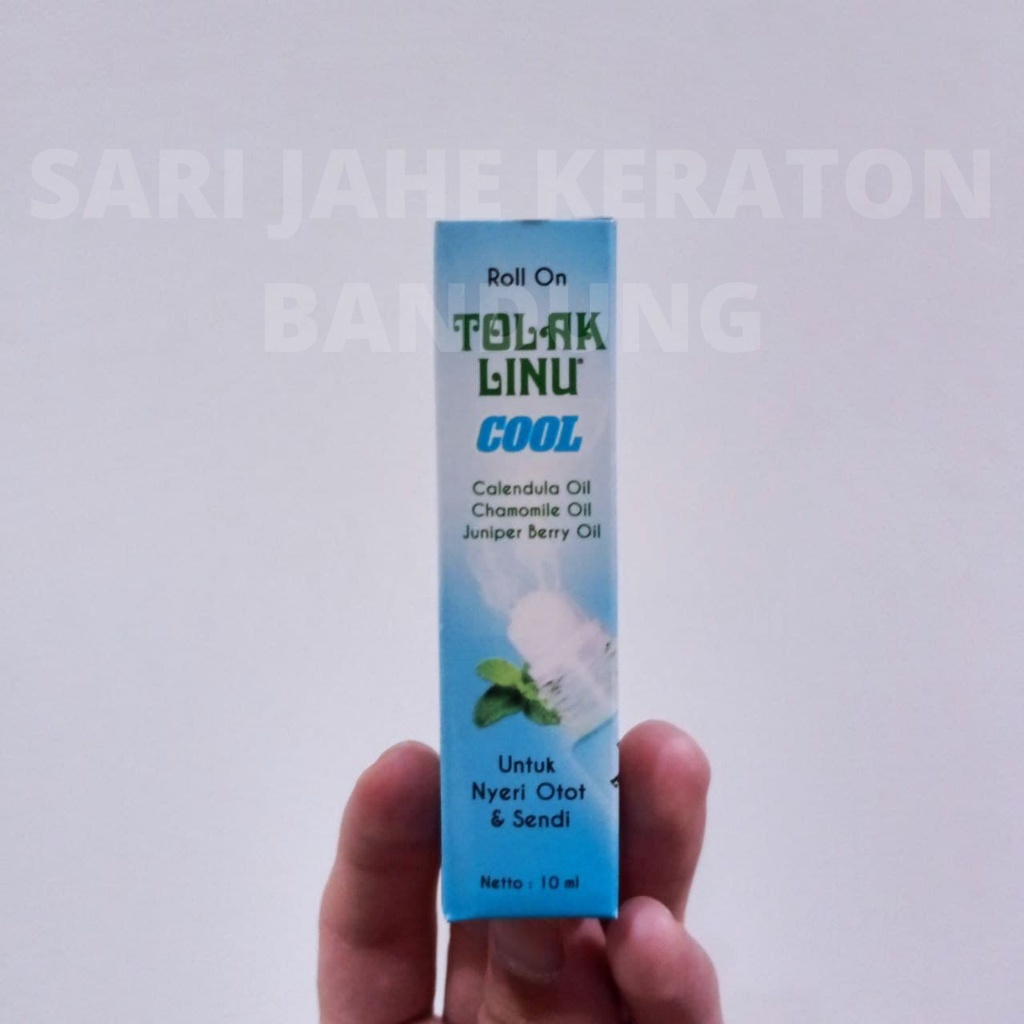 SARI JAHE KERATON
BANDUNG
Roll On
TOLAK
LINU
COOL
Calendula Oil
Chamomile Oil
Juniper Berry Oil
Untuk
Nyeri Otot
& Sendi
Netto : 10 ml